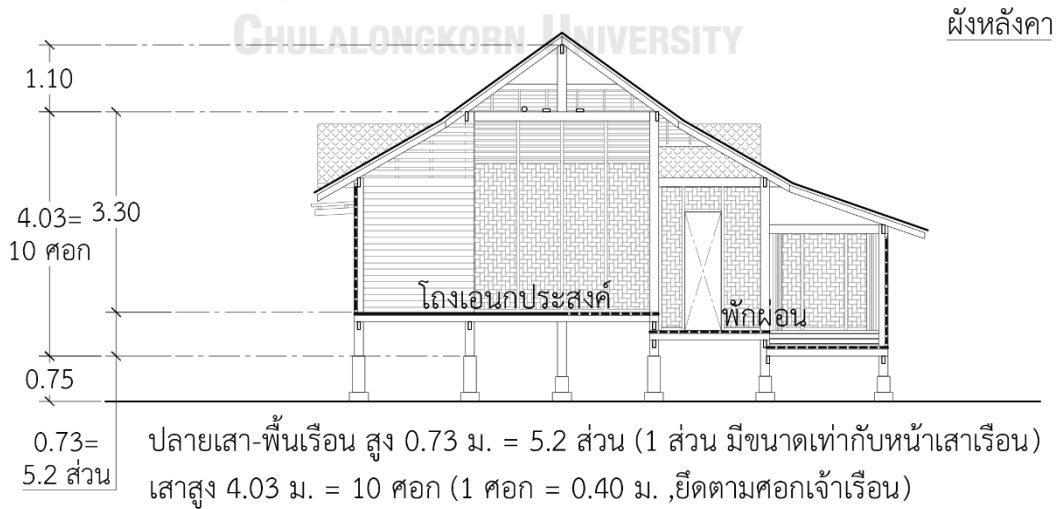 CHULALONGKORN UNIVERSITY
ผังหลังคา
1.10
4.03= 3.30
10 ศอก
โถงเอนกประสงค์
พักผ่อน
0.75
0.73=
5.2 ส่วน
ปลายเสา-พื้นเรือน สูง 0.73 ม. = 5.2 ส่วน (1 ส่วน มีขนาดเท่ากับหน้าเสาเรือน)
เสาสูง 4.03 ม. = 10 ศอก (1 ศอก = 0.40 ม. ,ยึดตามศอกเจ้าเรือน)